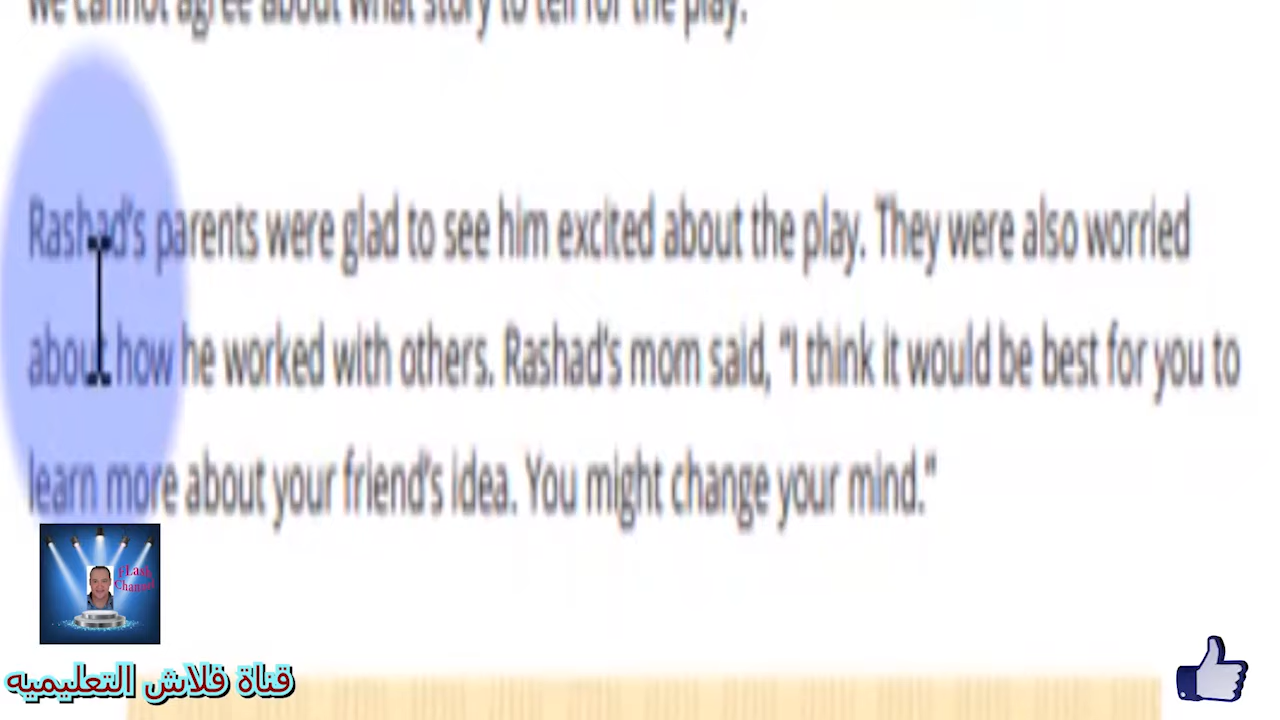 we cannot agree about what story to tell for the play.
Rashad's parents were glad to see him excited about the play. They were also worried
about how he worked with others. Rashad's mom said, "I think it would be best for you to
learn more about your friend's idea. You might change your mind."
FLash
Channel
قناة فلاش التعليميه